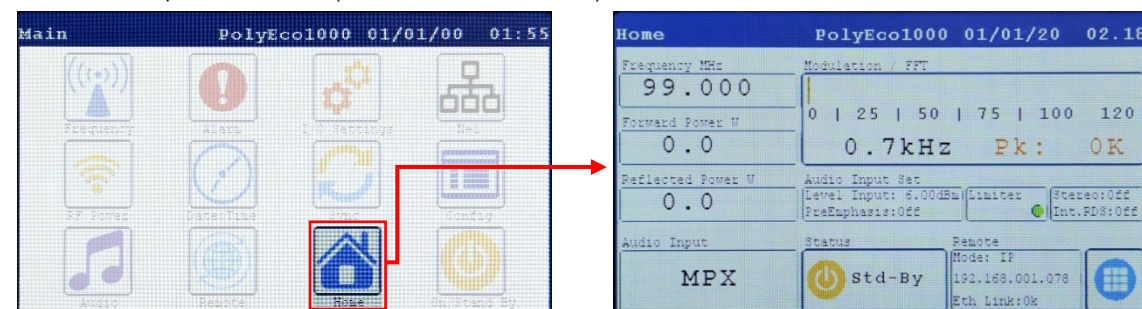 Main PolyEco1000 01/01/00 01:55
Frequency Alarm I/O Settings N+1
RF Power Date&Time Sync Config
Audio Remote Home On/Stand By
Home PolyEco1000 01/01/20 02.18
Frequency MHz Modulation / FFT
99.000
0 | 25 | 50 | 75 | 100 120
Forward Power W
0.0 0.7kHz Pk: 0K
Reflected Power W Audio Input Set
0.0 Level Input: 6.00dBm Limiter Stereo:Off
PreEmphasis:Off Int.RDS:Off
Audio Input Status Remote
MPX Std-By Mode: IP
192.168.001.078
Eth Link:Ok